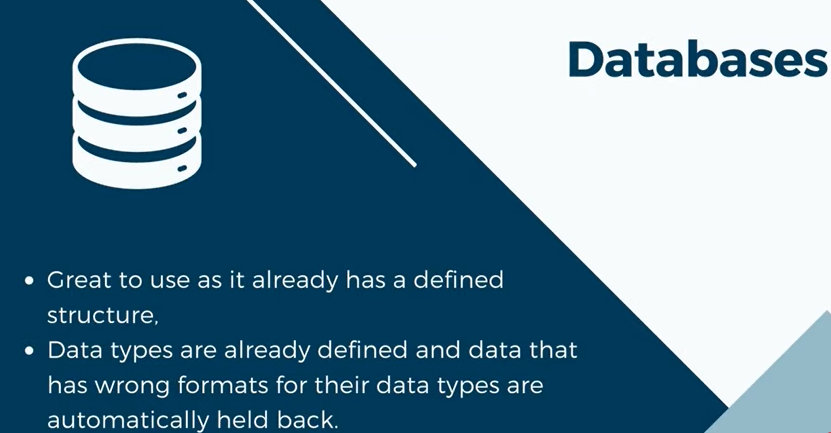 Databases
• Great to use as it already has a defined
structure,
• Data types are already defined and data that
has wrong formats for their data types are
automatically held back.